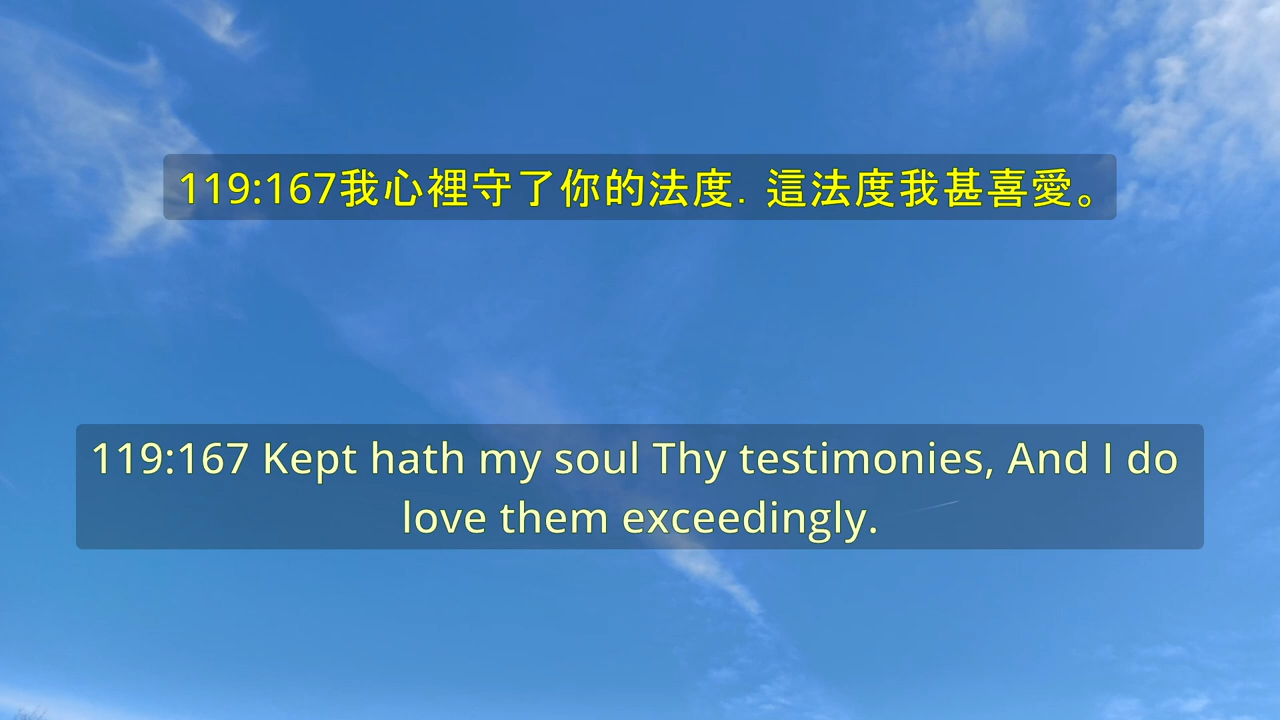 119:167我心裡守了你的法度．這法度我甚喜愛。
119:167 Kept hath my soul Thy testimonies, And I do
love them exceedingly.